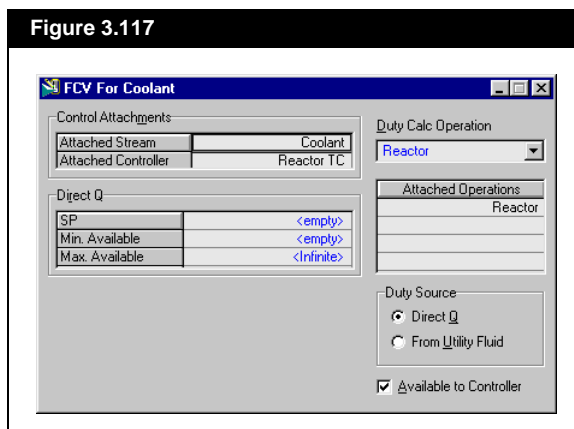 Figure 3.117
FCV For Coolant
Control Attachments
Attached Stream Coolant
Attached Controller Reactor TC
Direct Q
SP <empty>
Min. Available <empty>
Max. Available <Infinite>
Duty Calc Operation
Reactor
Attached Operations
Reactor
Duty Source
Direct Q
From Utility Fluid
Available to Controller